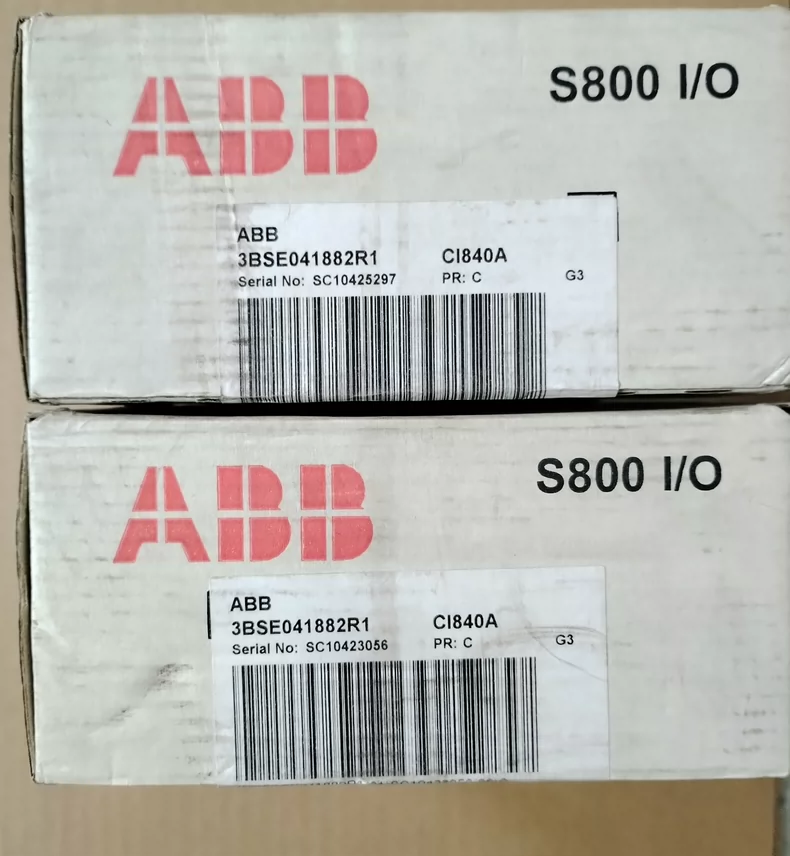 ABB
S800 I/O
ABB
3BSE041882R1 CI840A
Serial No: SC10425297 PR: C G3
ABB
S800 I/O
ABB
3BSE041882R1 CI840A
Serial No: SC10423056 PR: C G3